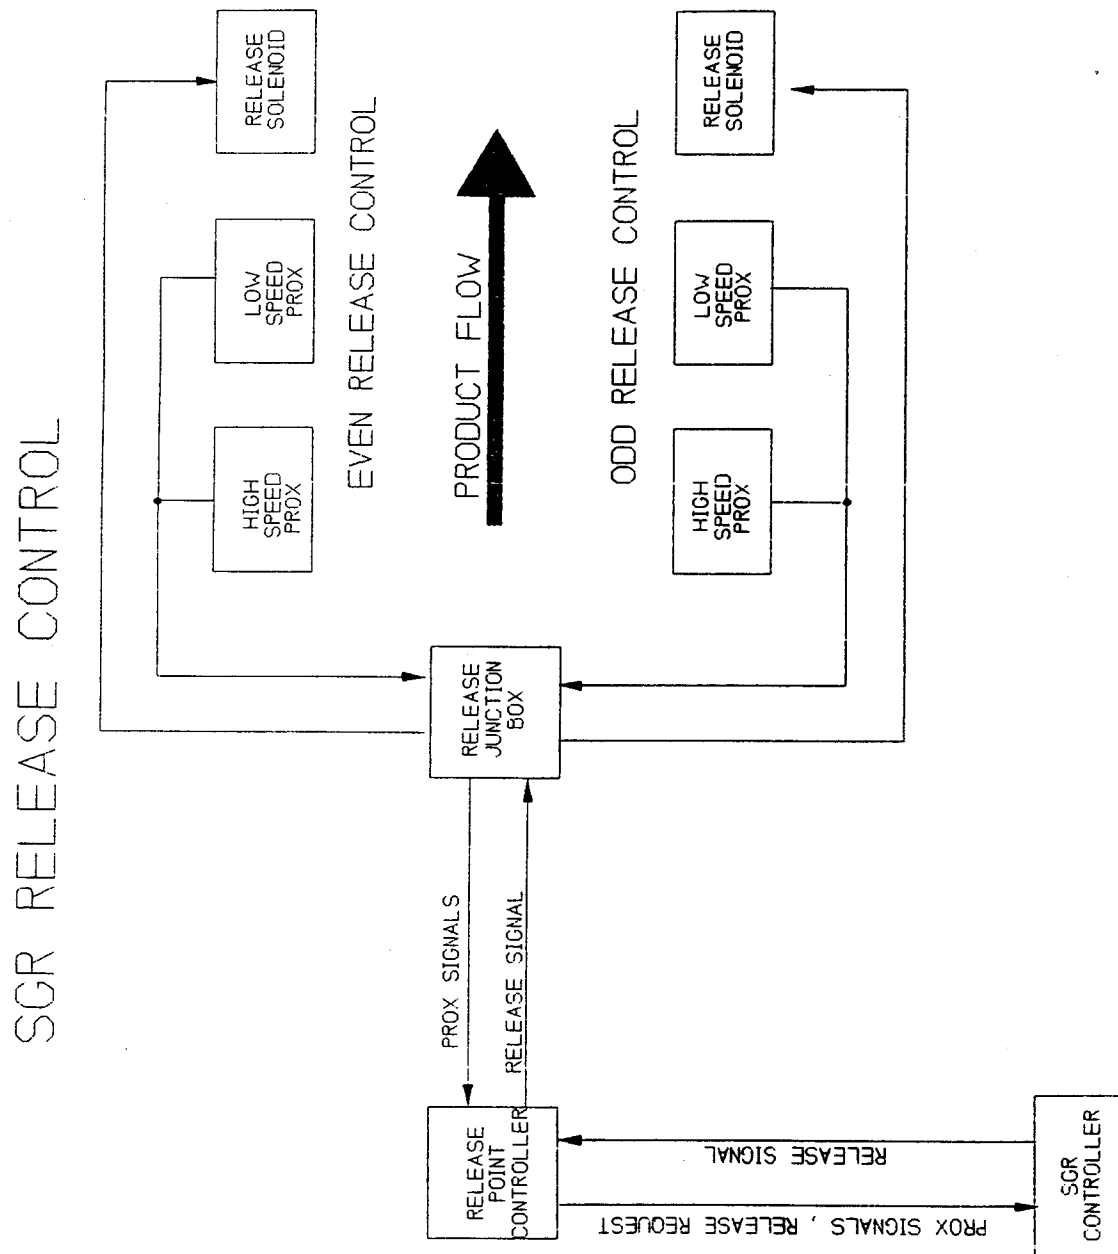 SGR RELEASE CONTROL
RELEASE
SOLENOID
LOW
SPEED
PROX
HIGH
SPEED
PROX
EVEN RELEASE CONTROL
PRODUCT FLOW
ODD RELEASE CONTROL
RELEASE
SOLENOID
LOW
SPEED
PROX
HIGH
SPEED
PROX
RELEASE
JUNCTION
BOX
PROX SIGNALS
RELEASE SIGNAL
RELEASE
POINT
CONTROLLER
RELEASE SIGNAL
PROX SIGNALS , RELEASE REQUEST
SGR
CONTROLLER